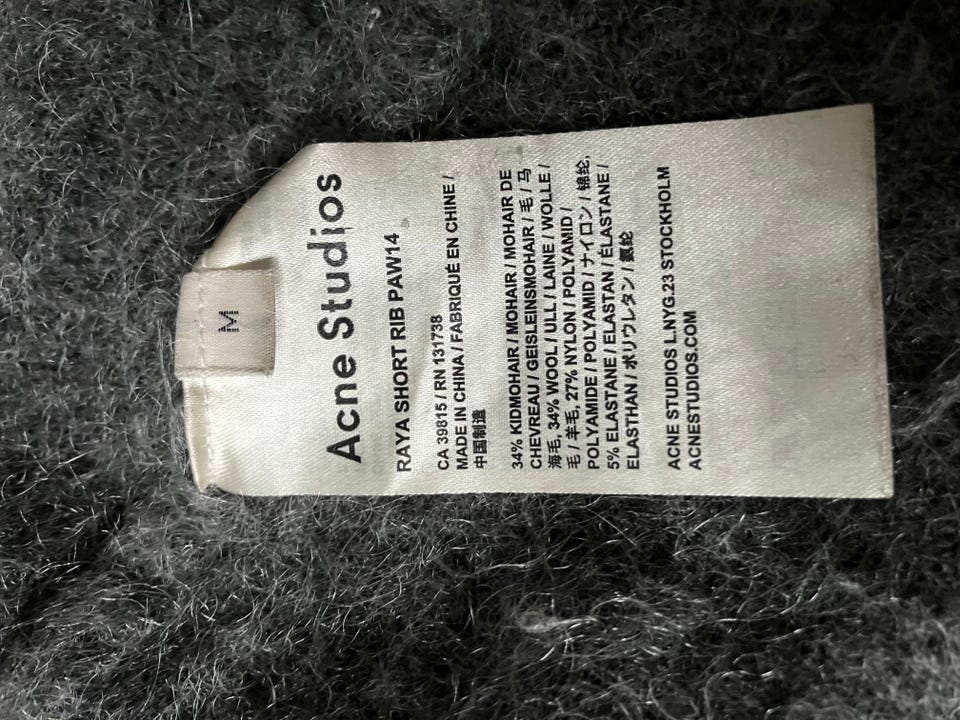 M
Acne Studios
RAYA SHORT RIB PAW14
CA 39815 / RN 131738
MADE IN CHINA / FABRIQUÉ EN CHINE /
中国制造
34% KIDMOHAIR / MOHAIR / MOHAIR DE
CHEVREAU / GEISLEINSMOHAIR / 毛 / 马
海毛, 34% WOOL / ULL / LAINE / WOLLE /
毛 / 羊毛, 27% NYLON / POLYAMID /
POLYAMIDE / POLYAMID / ナイロン / 锦纶,
5% ELASTANE / ELASTAN / ÉLASTANE /
ELASTHAN / ポリウレタン / 氨纶
ACNE STUDIOS LNYG.23 STOCKHOLM
ACNESTUDIOS.COM